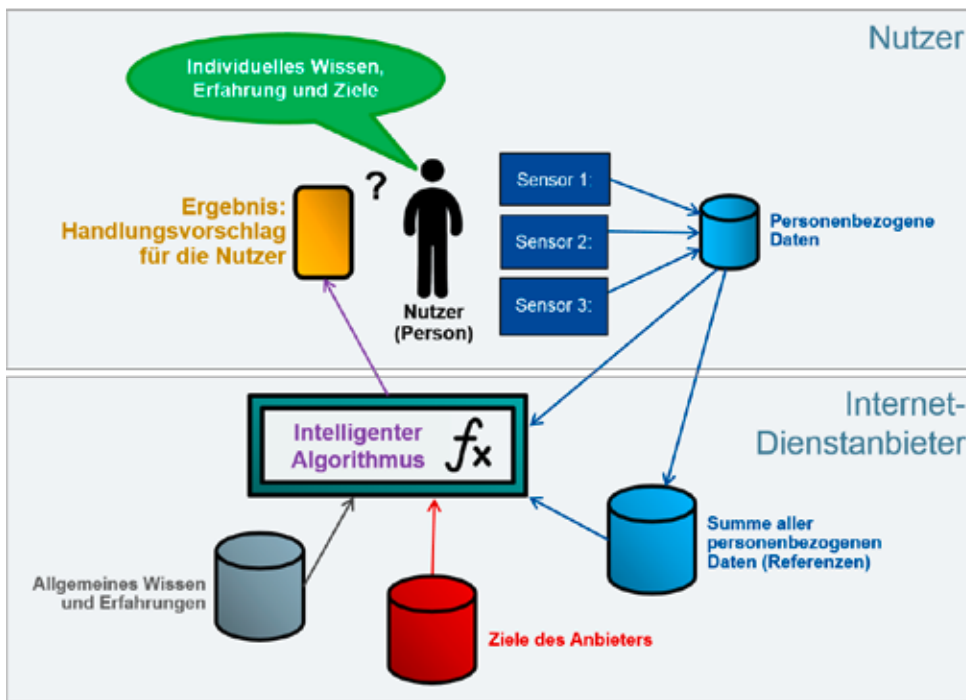 Nutzer
Individuelles Wissen,
Erfahrung und Ziele
?
Ergebnis:
Handlungsvorschlag
für die Nutzer
Nutzer
(Person)
Sensor 1:
Sensor 2:
Sensor 3:
Personenbezogene
Daten
Internet-
Dienstanbieter
Intelligenter
Algorithmus
fx
Summe aller
personenbezogenen
Daten (Referenzen)
Allgemeines Wissen
und Erfahrungen
Ziele des Anbieters